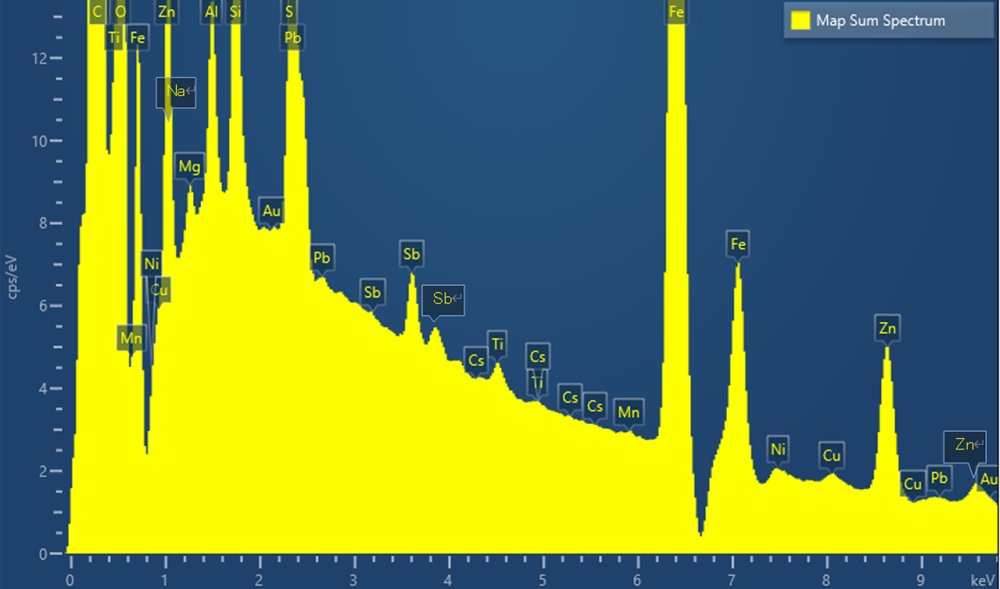 C O Zn Al Si S Fe
Map Sum Spectrum
Ti Fe Pb
12
Na↵
10
Mg
Au
8
Ni Pb Sb Fe
cps/eV
Cu Sb Sb↵
6
Mn Ti Zn
Cs Cs
Ti
4
Cs Cs Mn
Ni Cu Zn↵
2
Cu Pb Au
0
0 1 2 3 4 5 6 7 8 9 keV